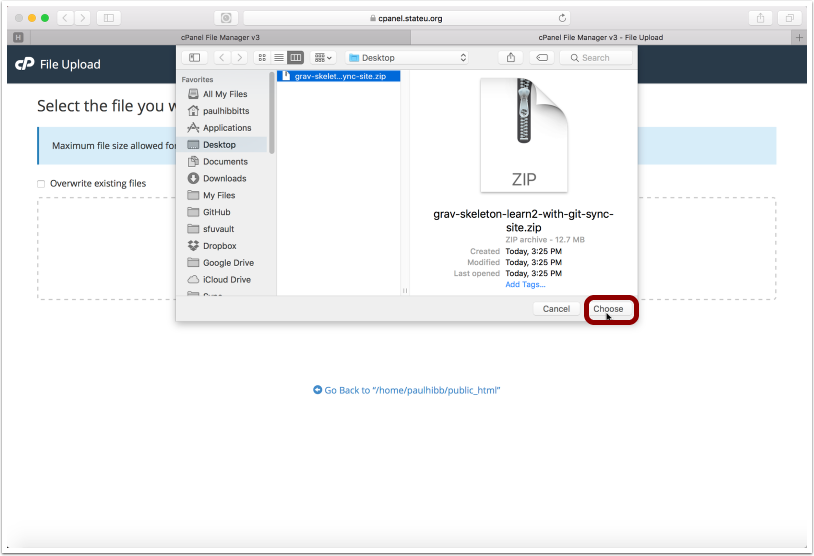 cpanel.stateu.org
H
cPanel File Manager v3
cPanel File Manager v3 - File Upload
cP File Upload
Desktop
Search
Select the file you w
Maximum file size allowed for
Overwrite existing files
Favorites
All My Files
paulhibbitts
Applications
Desktop
Documents
Downloads
My Files
GitHub
sfuvault
Dropbox
Google Drive
iCloud Drive
grav-skelet...ync-site.zip
ZIP
grav-skeleton-learn2-with-git-sync-
site.zip
ZIP archive - 12.7 MB
Created Today, 3:25 PM
Modified Today, 3:25 PM
Last opened Today, 3:25 PM
Add Tags...
Cancel
Choose
Go Back to “/home/paulhibb/public_html”